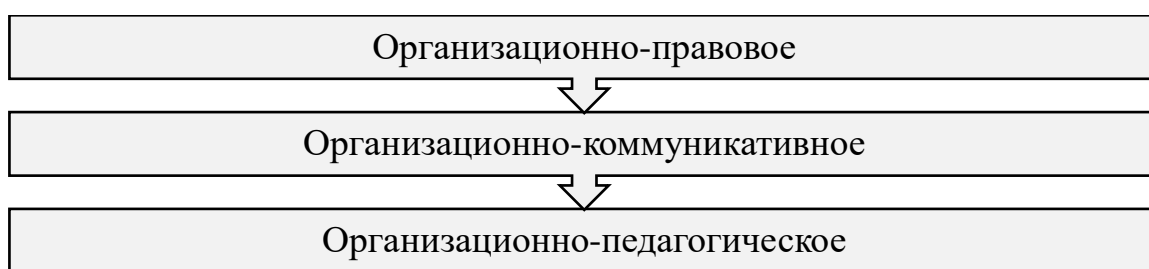 Организационно-правовое
Организационно-коммуникативное
Организационно-педагогическое